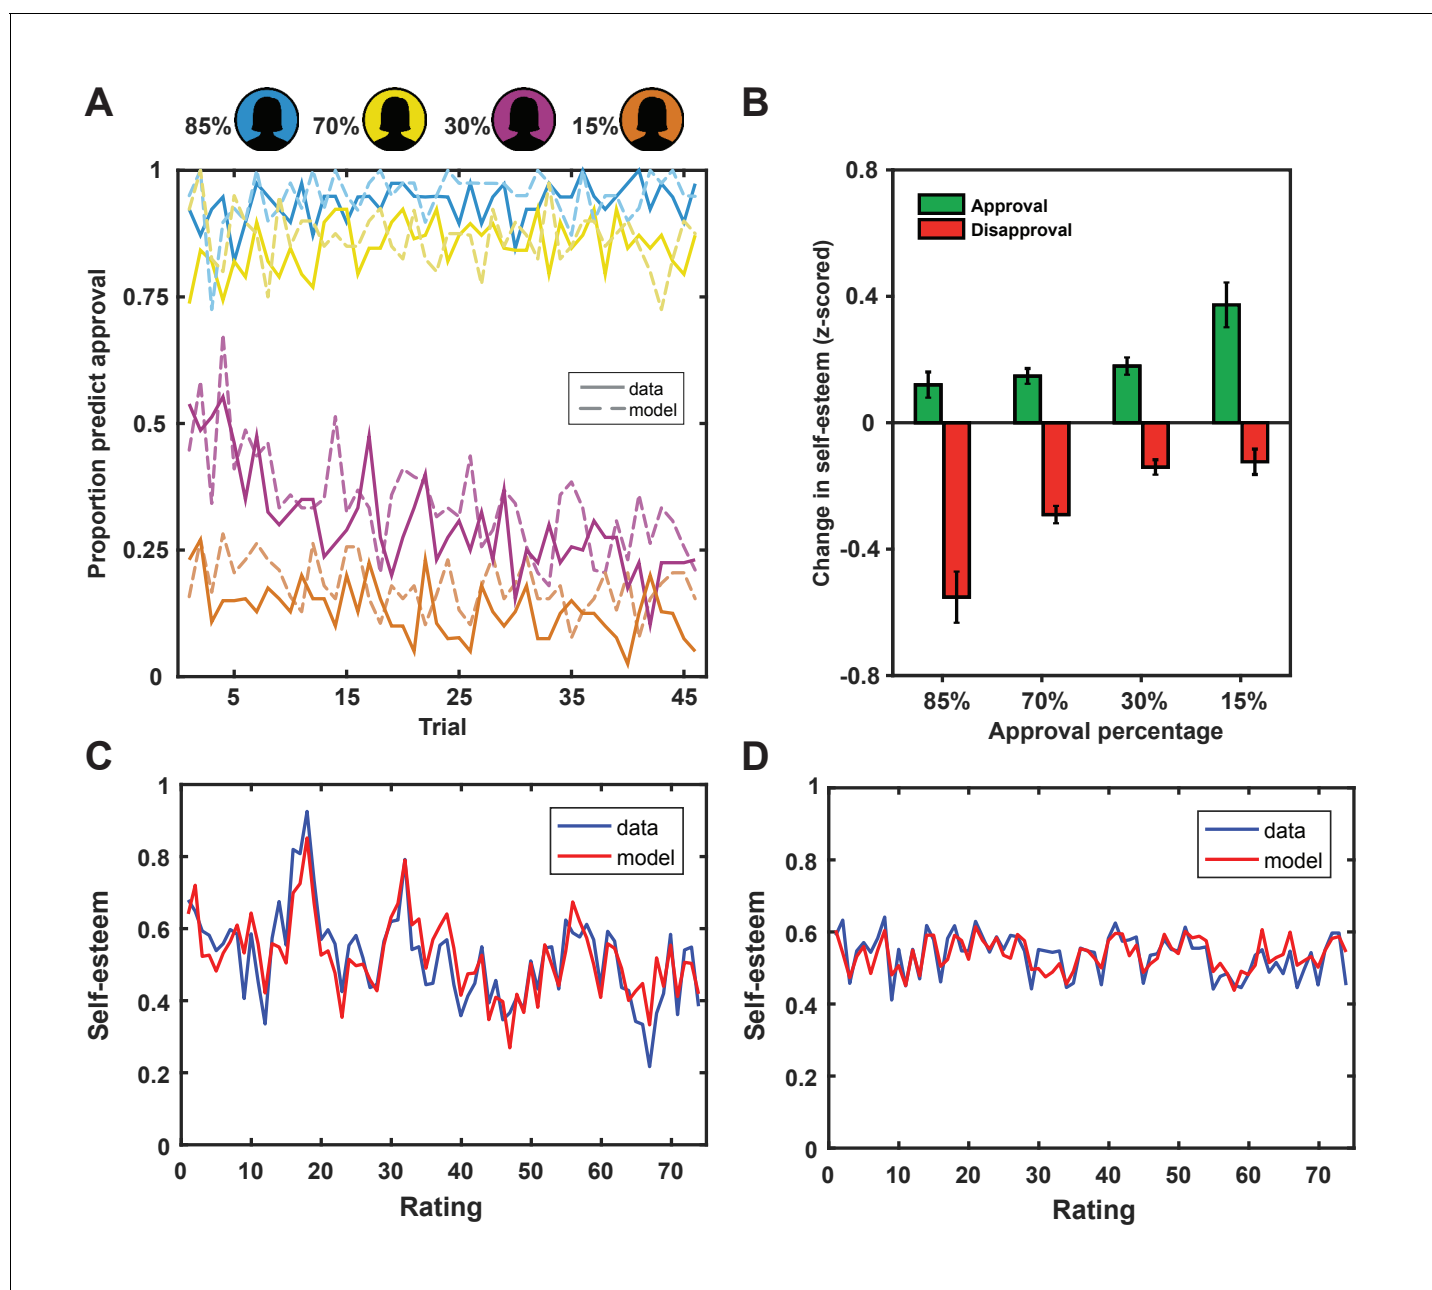 A
85% 70% 30% 15%
1
0.75
0.5
0.25
0
Proportion predict approval
data
model
5 15 25 35 45
Trial
B
0.8
0.4
0
-0.4
-0.8
Change in self-esteem (z-scored)
Approval
Disapproval
85% 70% 30% 15%
Approval percentage
C
1
0.8
0.6
0.4
0.2
0
Self-esteem
data
model
0 10 20 30 40 50 60 70
Rating
D
1
0.8
0.6
0.4
0.2
0
Self-esteem
data
model
0 10 20 30 40 50 60 70
Rating